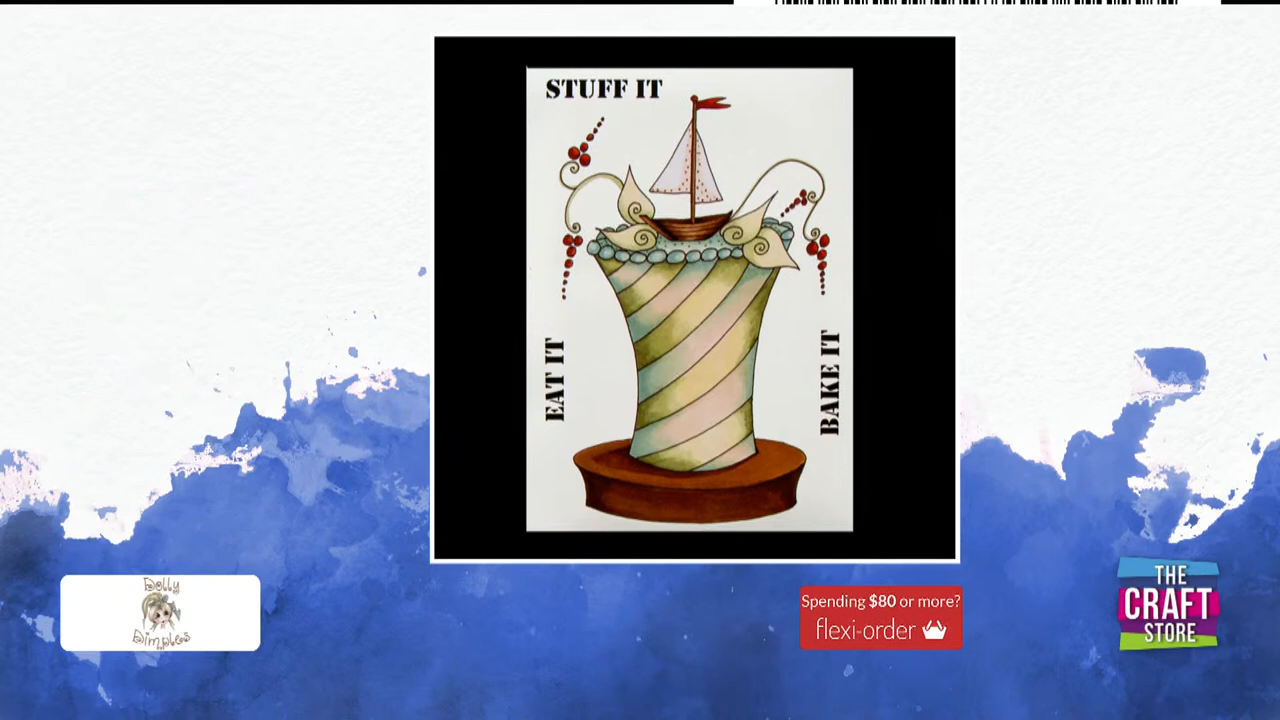 STUFF IT
EAT IT
BAKE IT
Dolly
Dimples
Spending $80 or more?
flexi-order
THE
CRAFT
STORE